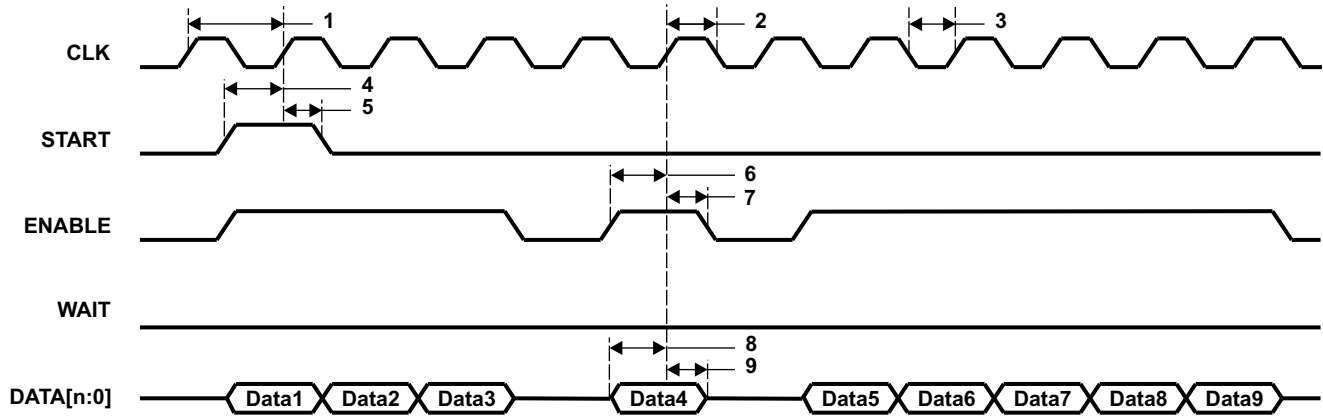 1 2 3
CLK
4
5
START
6
7
ENABLE
WAIT
8
9
DATA[n:0] Data1 Data2 Data3 Data4 Data5 Data6 Data7 Data8 Data9